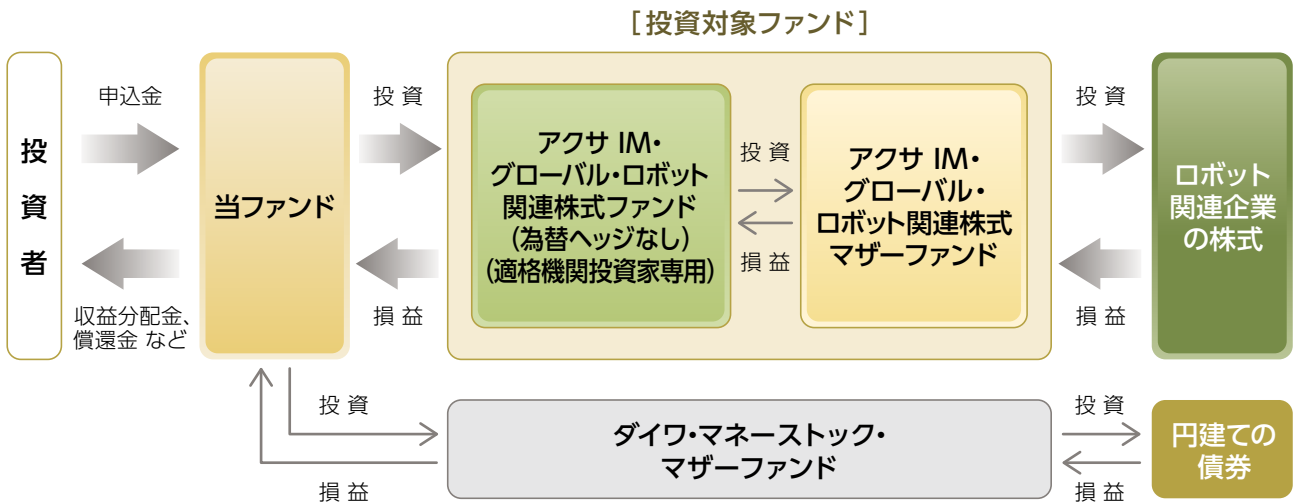 [投資対象ファンド]
投資者
申込金
収益分配金、
償還金 など
当ファンド
投 資
損 益
アクサ IM・
グローバル・ロボット
関連株式ファンド
(為替ヘッジなし)
(適格機関投資家専用)
投 資
損 益
アクサ IM・
グローバル・
ロボット関連株式
マザーファンド
投 資
損 益
ロボット
関連企業
の株式
投 資
損 益
ダイワ・マネーストック・
マザーファンド
投 資
損 益
円建ての
債券